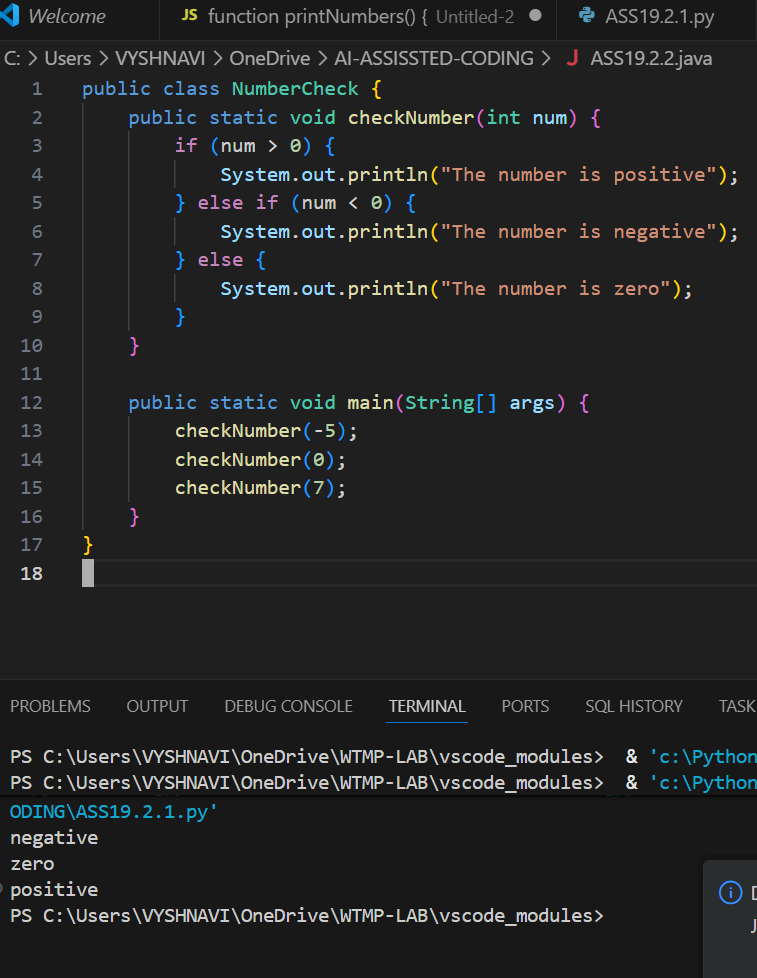 Welcome JS function printNumbers() { Untitled-2 ASS19.2.1.py
C: > Users > VYSHNAVI > OneDrive > AI-ASSISSTED-CODING > J ASS19.2.2.java
1 public class NumberCheck {
2 public static void checkNumber(int num) {
3 if (num > 0) {
4 System.out.println("The number is positive");
5 } else if (num < 0) {
6 System.out.println("The number is negative");
7 } else {
8 System.out.println("The number is zero");
9 }
10 }
11
12 public static void main(String[] args) {
13 checkNumber(-5);
14 checkNumber(0);
15 checkNumber(7);
16 }
17 }
18
PROBLEMS OUTPUT DEBUG CONSOLE TERMINAL PORTS SQL HISTORY TASK
PS C:\Users\VYSHNAVI\OneDrive\WTMP-LAB\vscode_modules> & 'c:\Python
PS C:\Users\VYSHNAVI\OneDrive\WTMP-LAB\vscode_modules> & 'c:\Python
ODING\ASS19.2.1.py'
negative
zero
positive
PS C:\Users\VYSHNAVI\OneDrive\WTMP-LAB\vscode_modules>